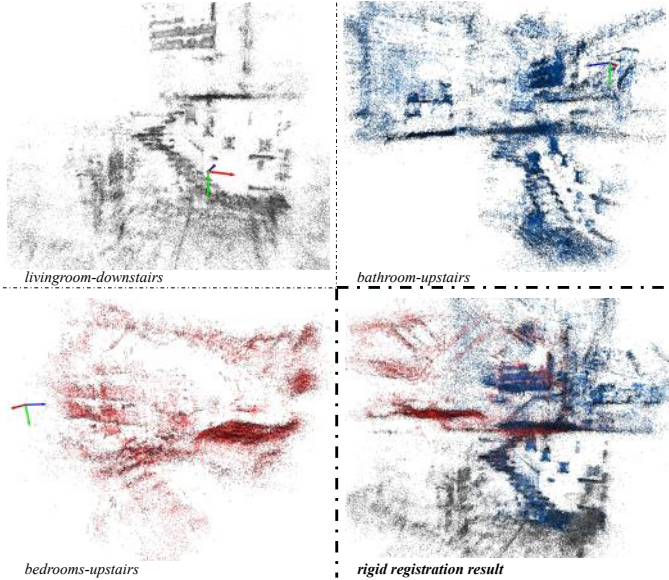 livingroom-downstairs
bathroom-upstairs
bedrooms-upstairs
rigid registration result